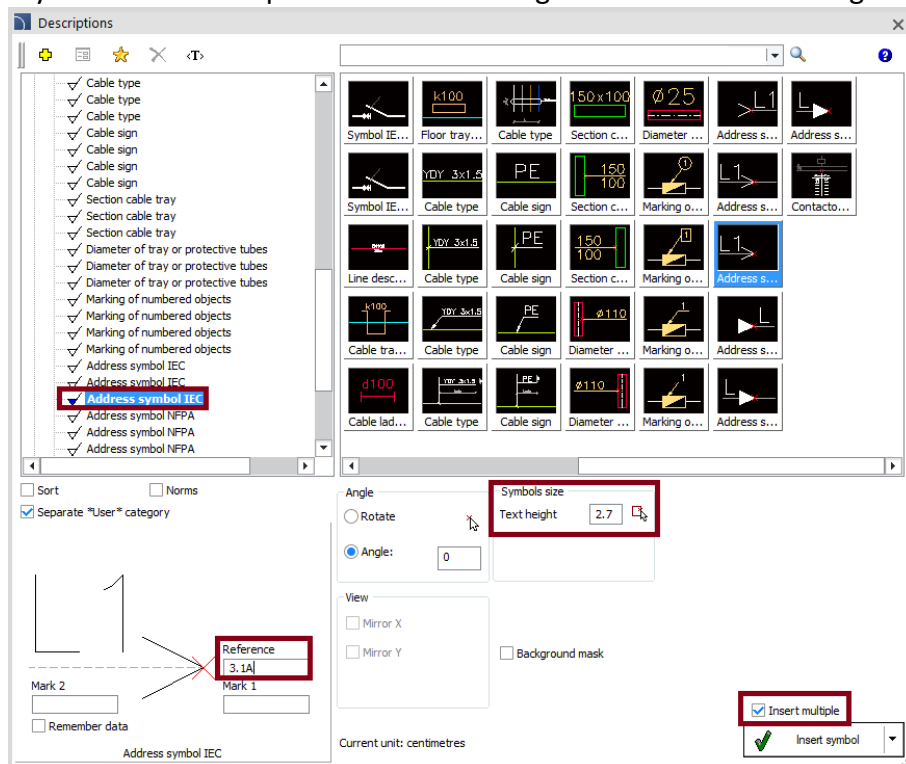 Descriptions
<T>
Cable type
Cable type
Cable type
Cable sign
Cable sign
Cable sign
Cable sign
Section cable tray
Section cable tray
Section cable tray
Diameter of tray or protective tubes
Diameter of tray or protective tubes
Diameter of tray or protective tubes
Marking of numbered objects
Marking of numbered objects
Marking of numbered objects
Marking of numbered objects
Address symbol IEC
Address symbol IEC
Address symbol IEC
Address symbol NFPA
Address symbol NFPA
Address symbol NFPA
k100 150x100 Ø25 L1 L
Symbol IE... Floor tray... Cable type Section c... Diameter ... Address s... Address s...
YDY 3x1.5 PE 150 100 1 L1
Symbol IE... Cable type Cable sign Section c... Marking o... Address s... Contacto...
YDY 3x1.5 PE 150 100 1 L1
Line desc... Cable type Cable sign Section c... Marking o... Address s...
k100 YDY 3x1.5 PE Ø110 1 L
Cable tra... Cable type Cable sign Diameter ... Marking o... Address s...
d100 YDY 3x1.5 PE Ø110 1 L
Cable lad... Cable type Cable sign Diameter ... Marking o... Address s...
Sort Norms
Separate *User* category
Angle
Rotate
Angle: 0
Symbols size
Text height 2.7
View
Mirror X
Mirror Y
Background mask
L1
Reference
3.1A
Mark 2 Mark 1
Remember data
Address symbol IEC
Current unit: centimetres
Insert multiple
Insert symbol